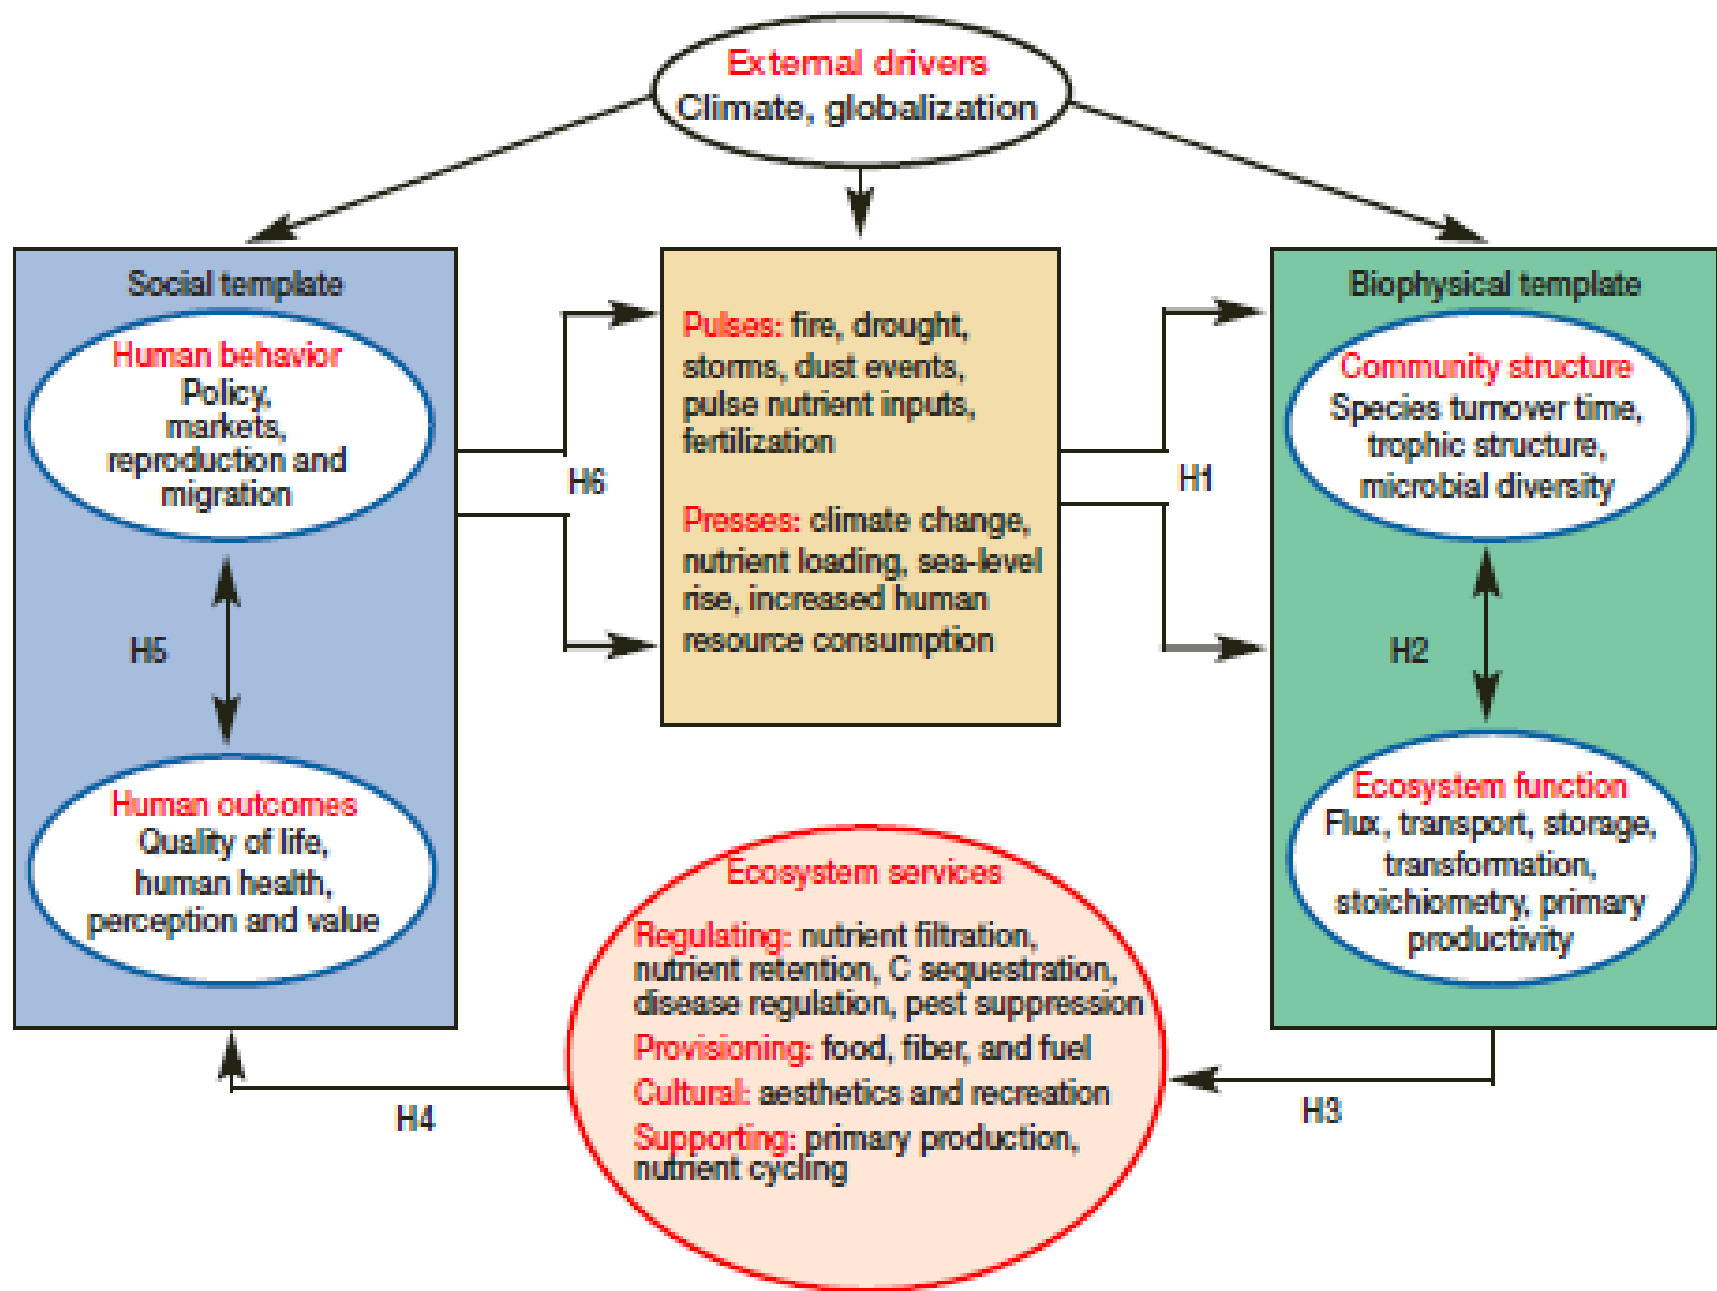 External drivers
Climate, globalization
Social template
Human behavior
Policy,
markets,
reproduction and
migration
H5
Human outcomes
Quality of life,
human health,
perception and value
H6
Pulses: fire, drought,
storms, dust events,
pulse nutrient inputs,
fertilization
Presses: climate change,
nutrient loading, sea-level
rise, increased human
resource consumption
H1
Biophysical template
Community structure
Species turnover time,
trophic structure,
microbial diversity
H2
Ecosystem function
Flux, transport, storage,
transformation,
stoichiometry, primary
productivity
Ecosystem services
Regulating: nutrient filtration,
nutrient retention, C sequestration,
disease regulation, pest suppression
Provisioning: food, fiber, and fuel
Cultural: aesthetics and recreation
Supporting: primary production,
nutrient cycling
H4
H3